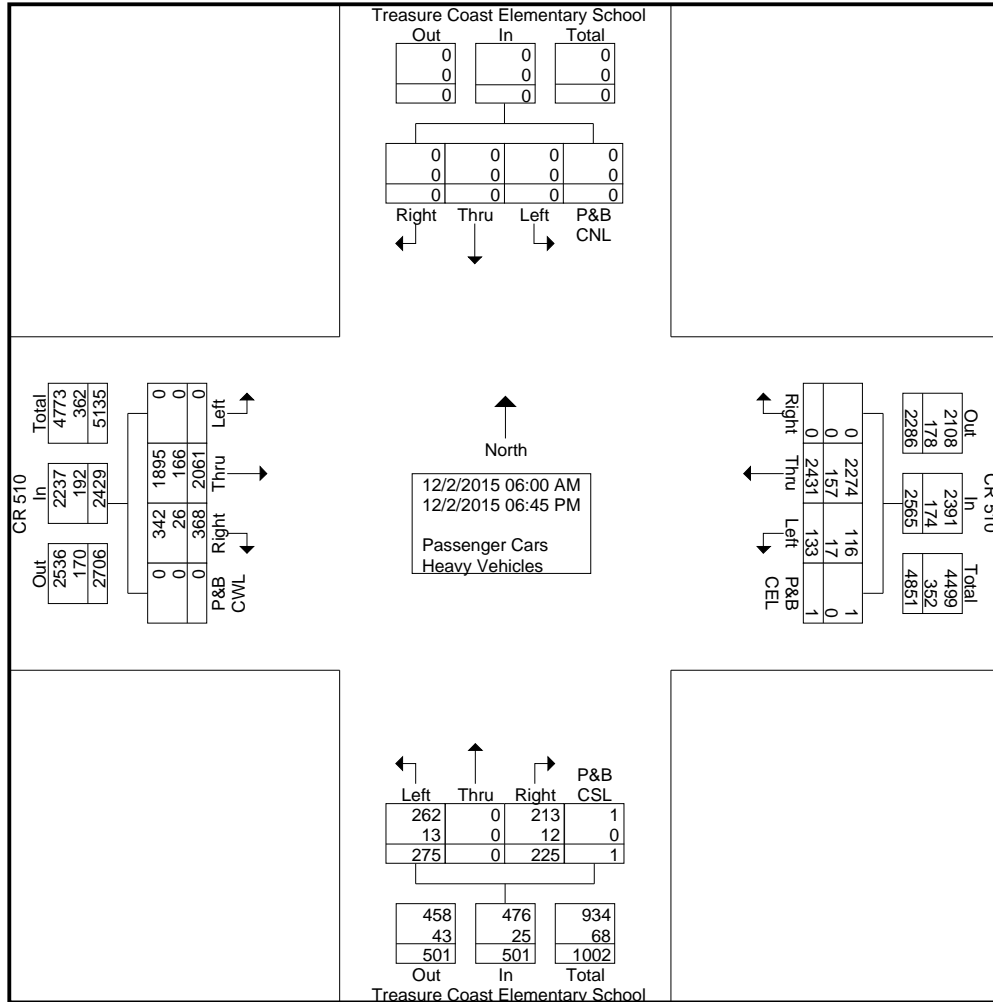 Treasure Coast Elementary School
Out In Total
0 0 0
0 0 0
0 0 0
0 0 0 0
0 0 0 0
0 0 0 0
Right Thru Left P&B
CNL
CR 510
Total In Out
4773 2237 2536
362 192 170
5135 2429 2706
0 1895 342 0
0 166 26 0
0 2061 368 0
Left Thru Right P&B
CWL
North
12/2/2015 06:00 AM
12/2/2015 06:45 PM
Passenger Cars
Heavy Vehicles
Right Thru Left P&B
CEL
0 2274 116 1
0 157 17 0
0 2431 133 1
Out In Total
2108 2391 4499
178 174 352
2286 2565 4851
CR 510
P&B
Left Thru Right CSL
262 0 213 1
13 0 12 0
275 0 225 1
458 476 934
43 25 68
501 501 1002
Out In Total
Treasure Coast Elementary School